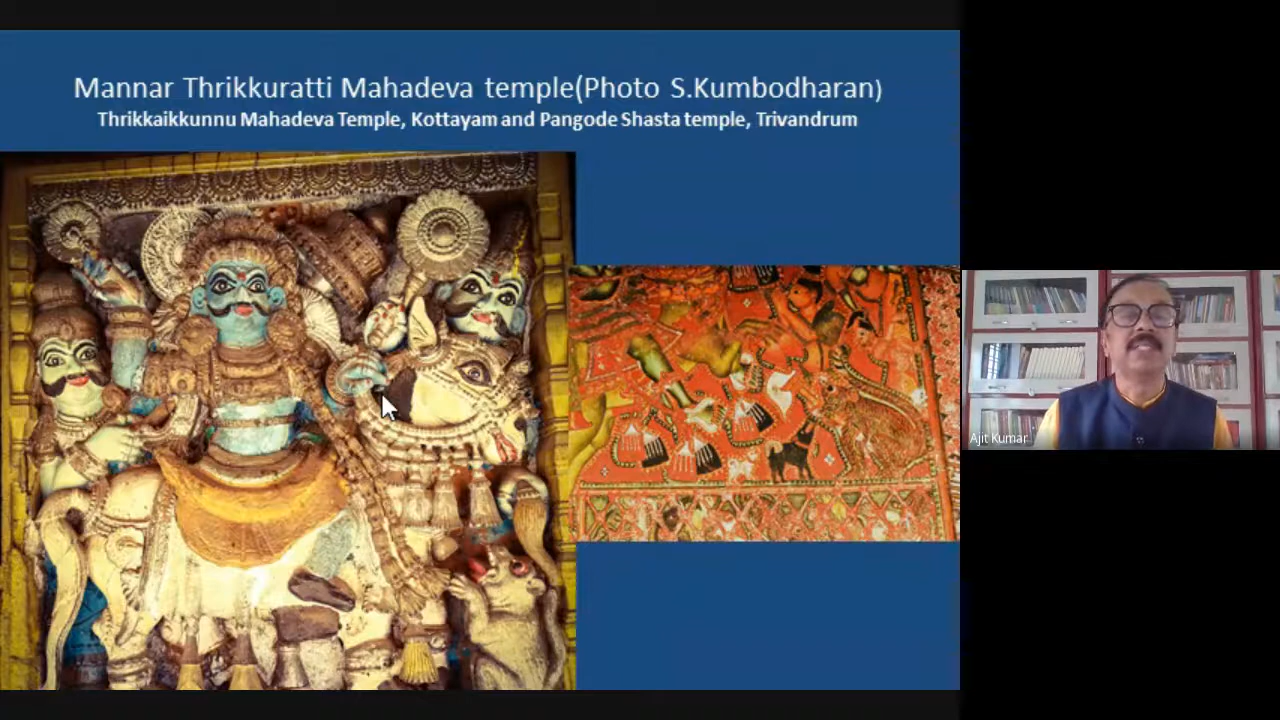 Mannar Thrikkuratti Mahadeva temple(Photo S.Kumbodharan)
Thrikkaikkunnu Mahadeva Temple, Kottayam and Pangode Shasta temple, Trivandrum
Ajit Kumar